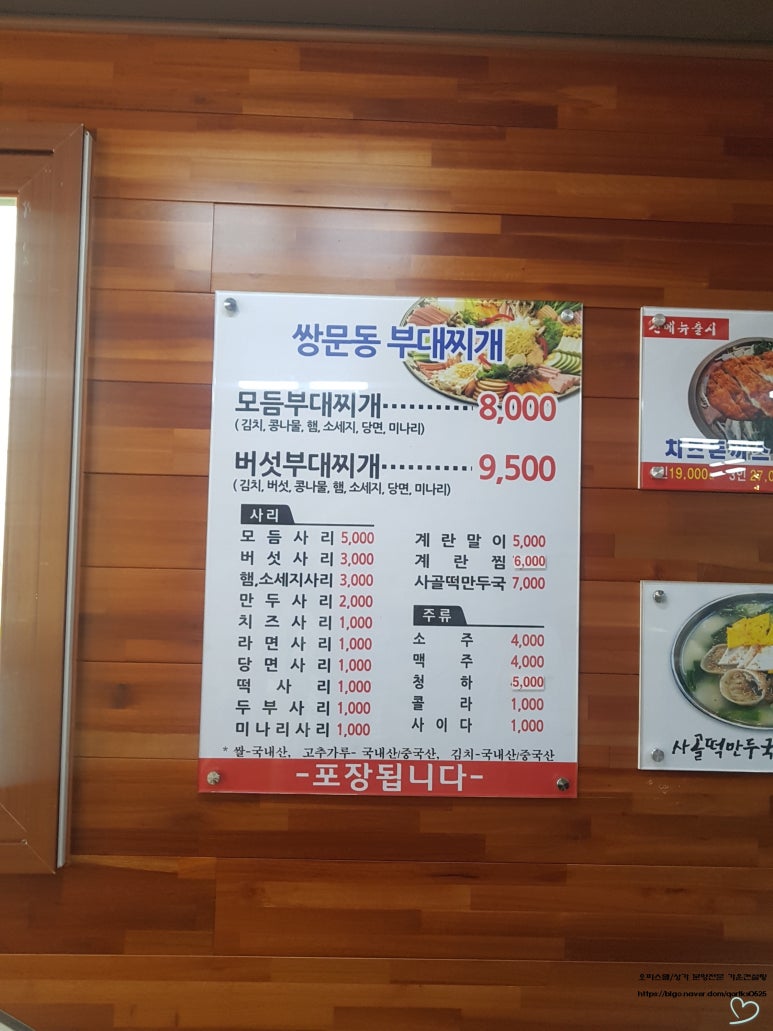 쌍문동 부대찌개
모듬부대찌개 8,000
(김치, 콩나물, 햄, 소세지, 당면, 미나리)
버섯부대찌개 9,500
(김치, 버섯, 콩나물, 햄, 소세지, 당면, 미나리)
사리
모듬사리 5,000
버섯사리 3,000
햄,소세지사리 3,000
만두사리 2,000
치즈사리 1,000
라면사리 1,000
당면사리 1,000
떡사리 1,000
두부사리 1,000
미나리사리 1,000
계란말이 5,000
계란찜 6,000
사골떡만두국 7,000
주류
소주 4,000
맥주 4,000
청하 5,000
콜라 1,000
사이다 1,000
* 쌀-국내산, 고추가루- 국내산/중국산, 김치-국내산/중국산
-포장됩니다-
신메뉴출시
19,000
사골떡만두국